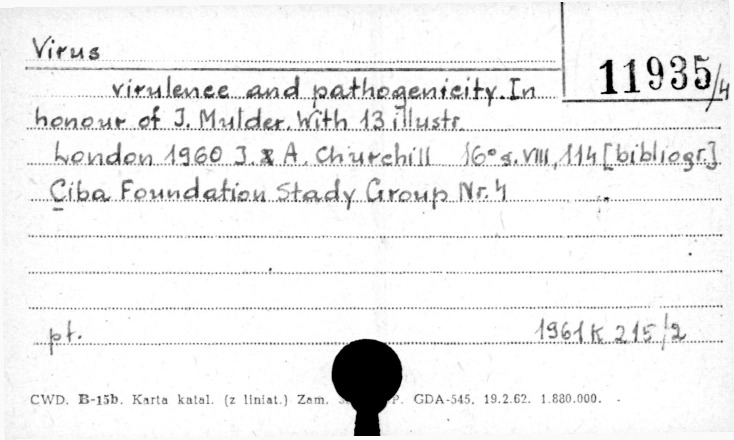 Virus
11935/4
virulence and pathogenicity. In
honour of J. Mulder. With 13 illustr.
London 1960 J. & A. Churchill 16° s. VIII, 114 [bibliogr.]
Ciba Foundation Stady Group Nr. 4
pt. 1961 K 215/2
CWD. B-15b. Karta katal. (z liniat.) Zam. P. GDA-545. 19.2.62. 1.880.000.